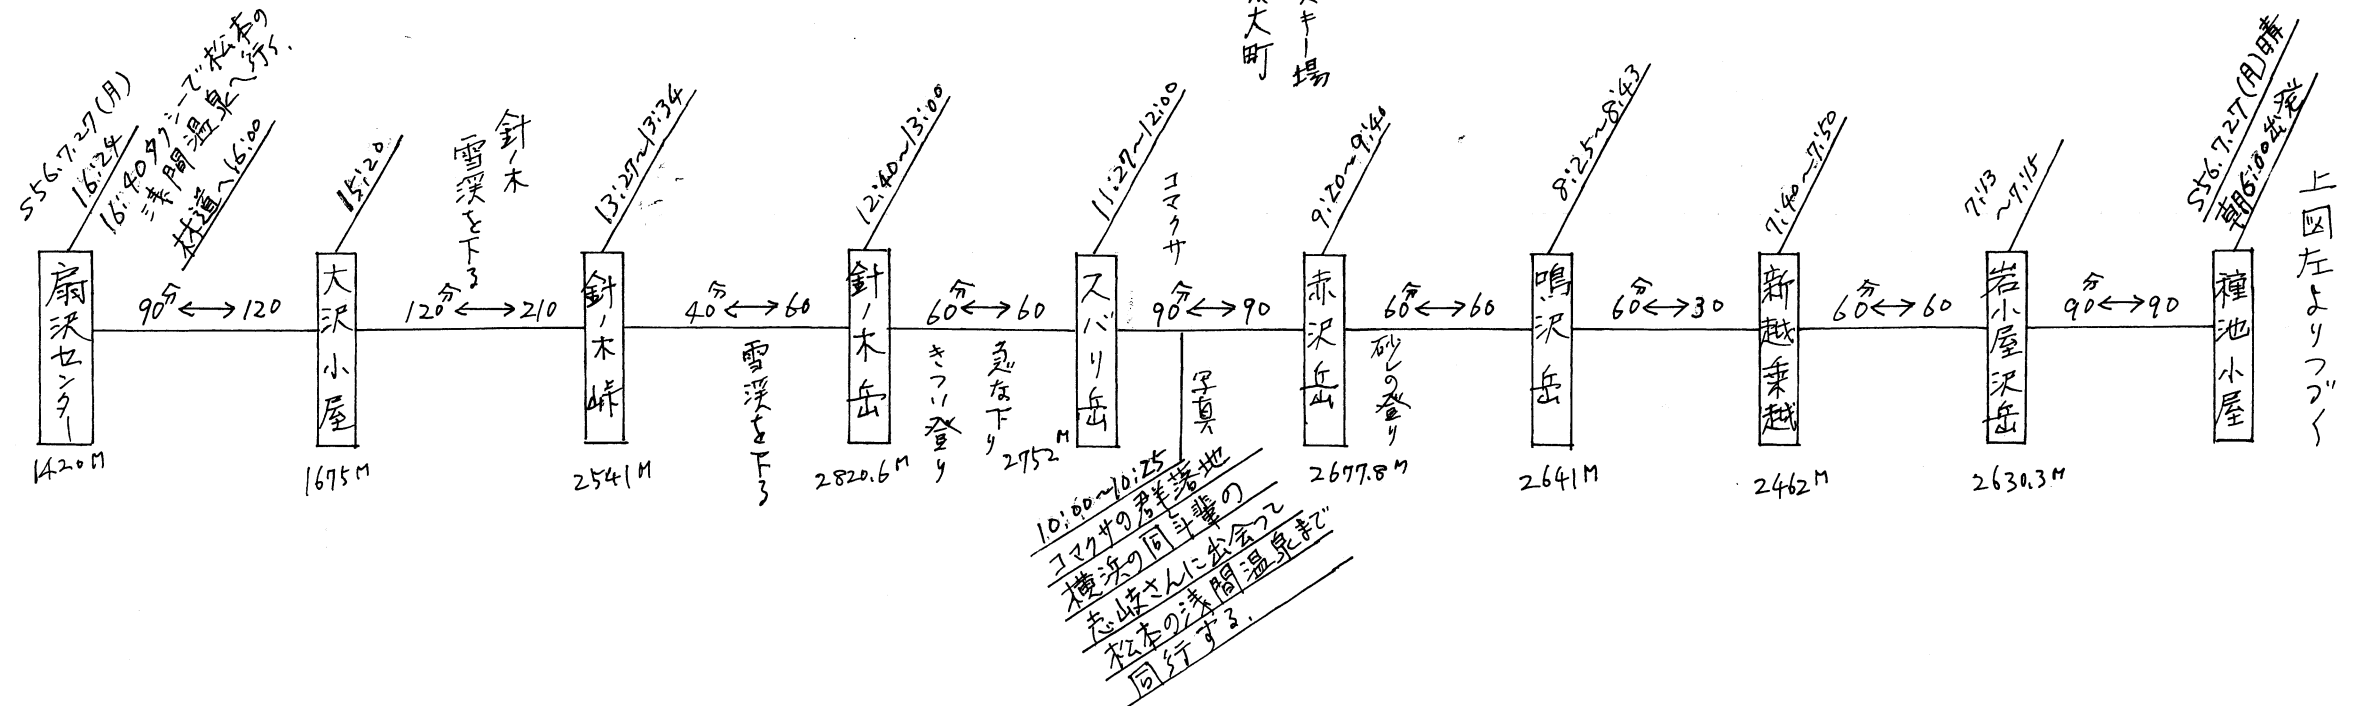 大町
スキー場
上図左よりつづく
S56.7.27(月)晴
朝6:00出発
種池小屋
90分←→90
7:13
～7:15
岩小屋沢岳
2630.3M
60分←→60
7:40～7:50
新越乗越
2462M
60分←→30
8:25～8:43
鳴沢岳
2641M
60分←→60
砂レの登り
9:20～9:40
赤沢岳
2677.8M
90分←→90
コマクサ
写真
10:00～10:25
コマクサの群落地
横浜の同年輩の
志岐さんに出会って
松本の浅間温泉まで
同行する.
11:27～12:00
スバリ岳
2752M
60分←→60
急な下り
きつい登り
12:40～13:00
針ノ木岳
2820.6M
40分←→60
雪渓を下る
13:27～13:34
針ノ木峠
2541M
120分←→210
針ノ木
雪渓を下る
15:20
大沢小屋
1675M
90分←→120
林道へ16:00
S56.7.27(月)
16:24
16:40タクシーで松本の
浅間温泉へ行く.
扇沢センター
1420M